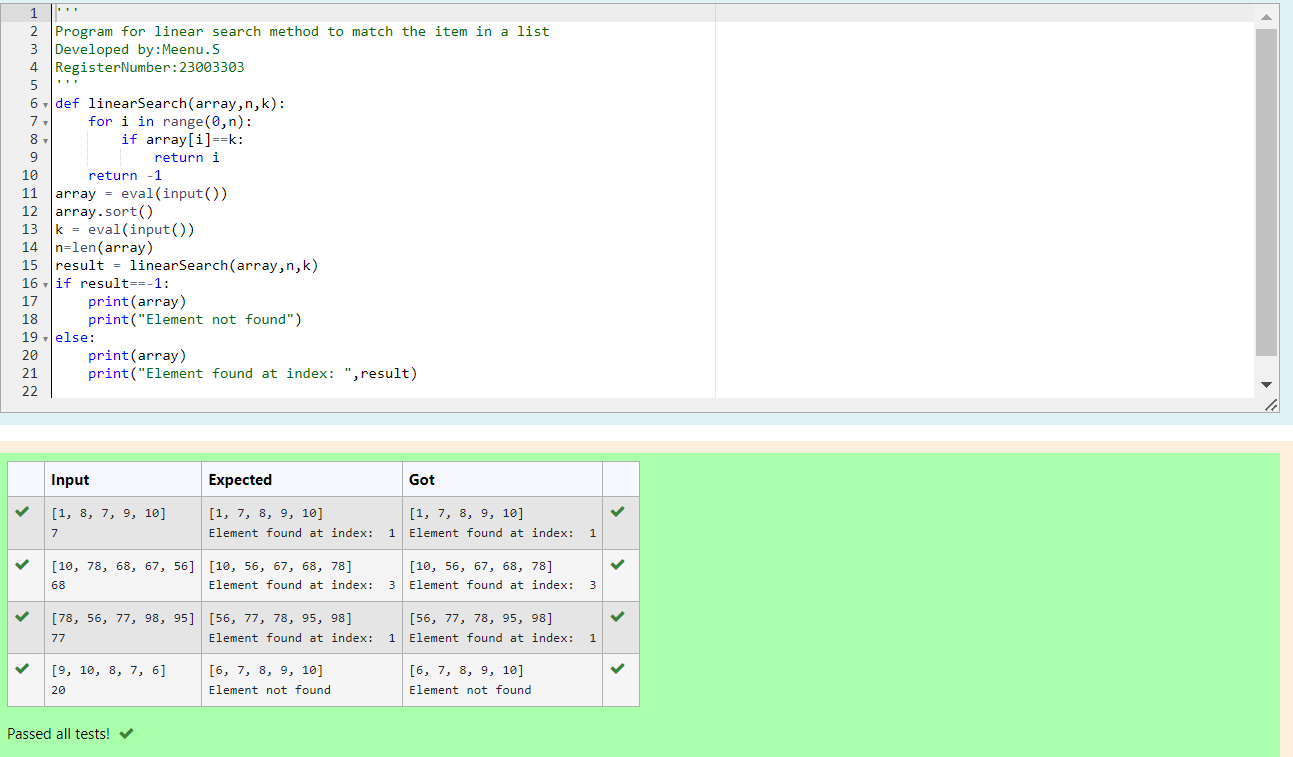 1 '''
2 Program for linear search method to match the item in a list
3 Developed by:Meenu.S
4 RegisterNumber:23003303
5 '''
6 def linearSearch(array,n,k):
7     for i in range(0,n):
8         if array[i]==k:
9             return i
10     return -1
11 array = eval(input())
12 array.sort()
13 k = eval(input())
14 n=len(array)
15 result = linearSearch(array,n,k)
16 if result==-1:
17     print(array)
18     print("Element not found")
19 else:
20     print(array)
21     print("Element found at index: ",result)
22
Input Expected Got
[1, 8, 7, 9, 10] [1, 7, 8, 9, 10] [1, 7, 8, 9, 10]
7 Element found at index:  1 Element found at index:  1
[10, 78, 68, 67, 56] [10, 56, 67, 68, 78] [10, 56, 67, 68, 78]
68 Element found at index:  3 Element found at index:  3
[78, 56, 77, 98, 95] [56, 77, 78, 95, 98] [56, 77, 78, 95, 98]
77 Element found at index:  1 Element found at index:  1
[9, 10, 8, 7, 6] [6, 7, 8, 9, 10] [6, 7, 8, 9, 10]
20 Element not found Element not found
Passed all tests!